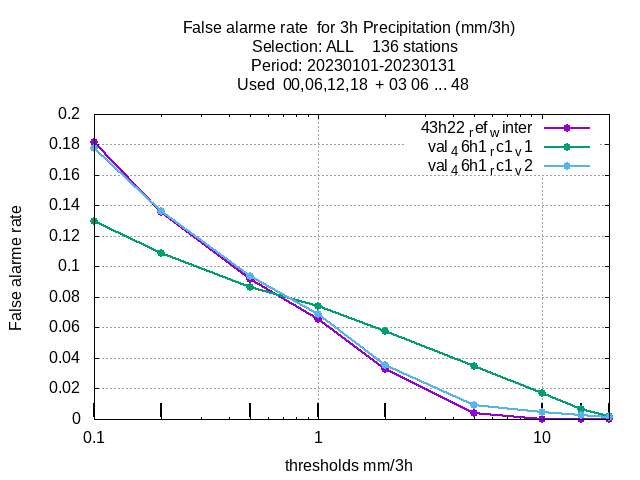 False alarme rate  for 3h Precipitation (mm/3h)
Selection: ALL    136 stations
Period: 20230101-20230131
Used  00,06,12,18  + 03 06 ... 48
43h22 r ef w inter
val 4 6h1 r c1 v 1
val 4 6h1 r c1 v 2
0.2
0.18
0.16
0.14
0.12
0.1
0.08
0.06
0.04
0.02
0
False alarme rate
0.1 1 10
thresholds mm/3h